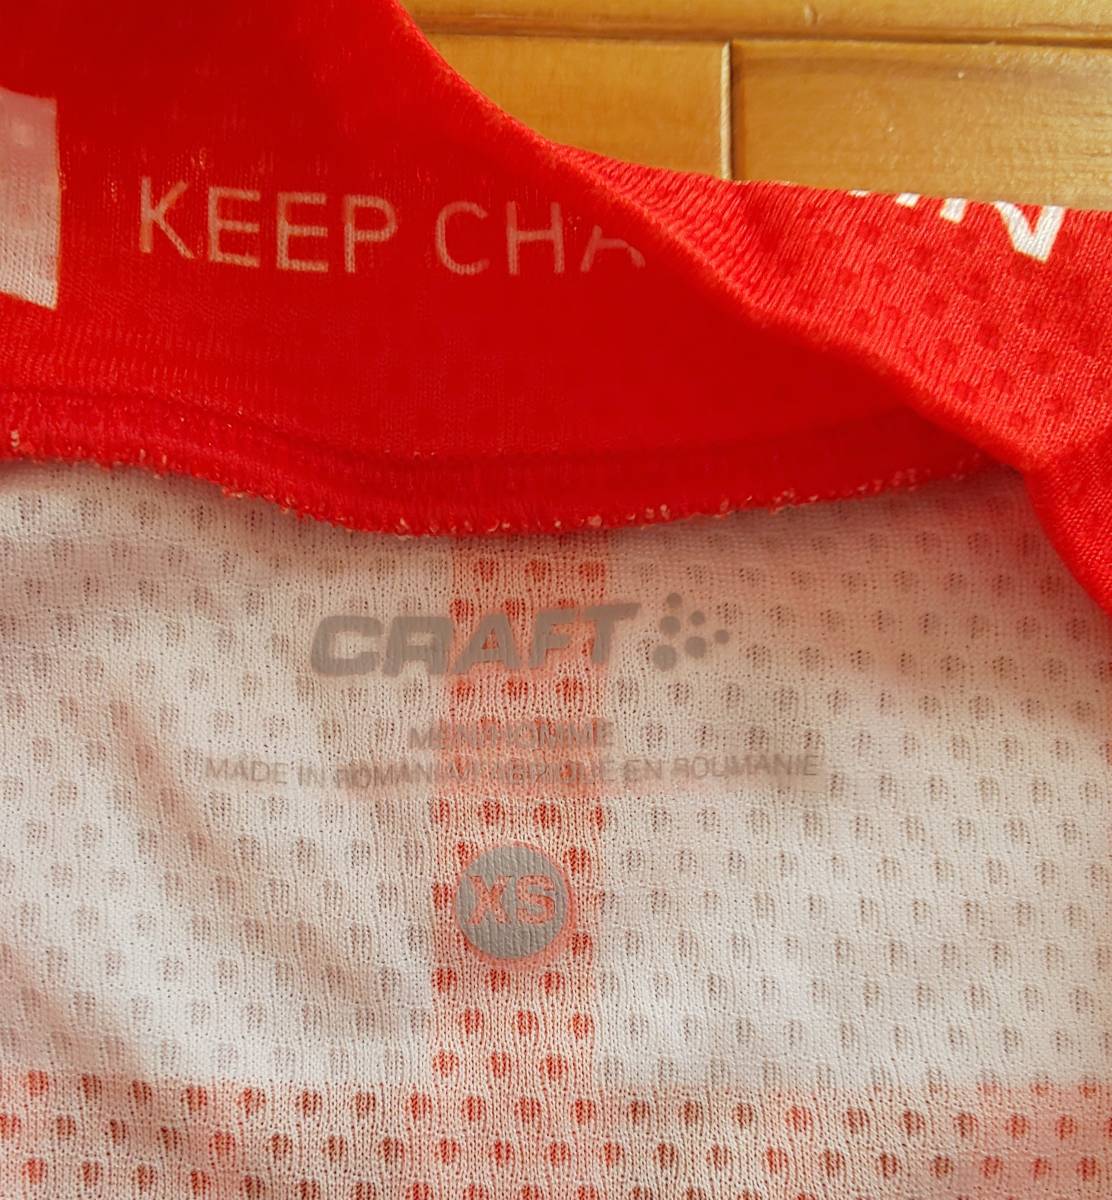 KEEP CHA
CRAFT
MEN/HOMME
MADE IN ROMANIA/FABRIQUÉ EN ROUMANIE
XS